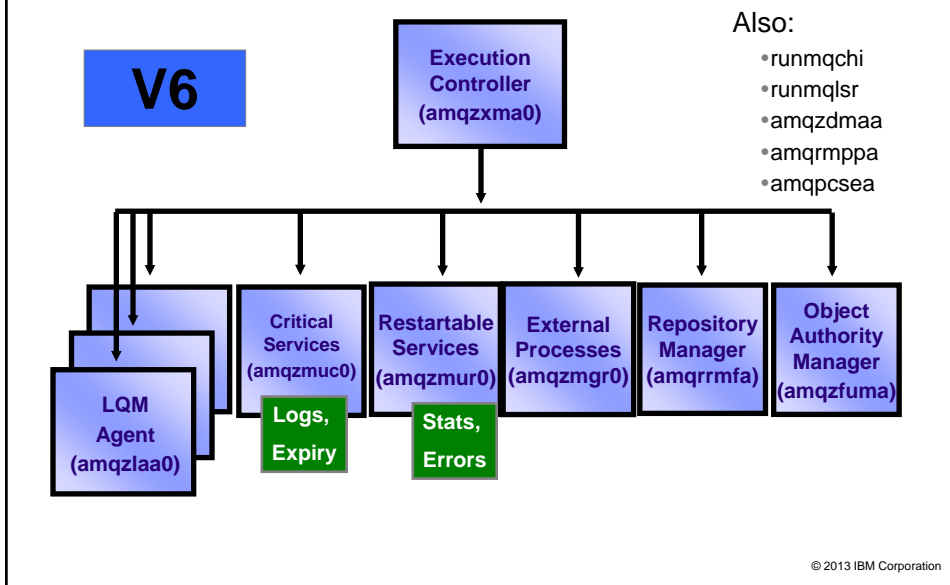 V6
Execution
Controller
(amqzxma0)
Also:
•runmqchi
•runmqlsr
•amqzdmaa
•amqrmppa
•amqpcsea
LQM
Agent
(amqzlaa0)
Critical
Services
(amqzmuc0)
Logs,
Expiry
Restartable
Services
(amqzmur0)
Stats,
Errors
External
Processes
(amqzmgr0)
Repository
Manager
(amqrrmfa)
Object
Authority
Manager
(amqzfuma)
© 2013 IBM Corporation